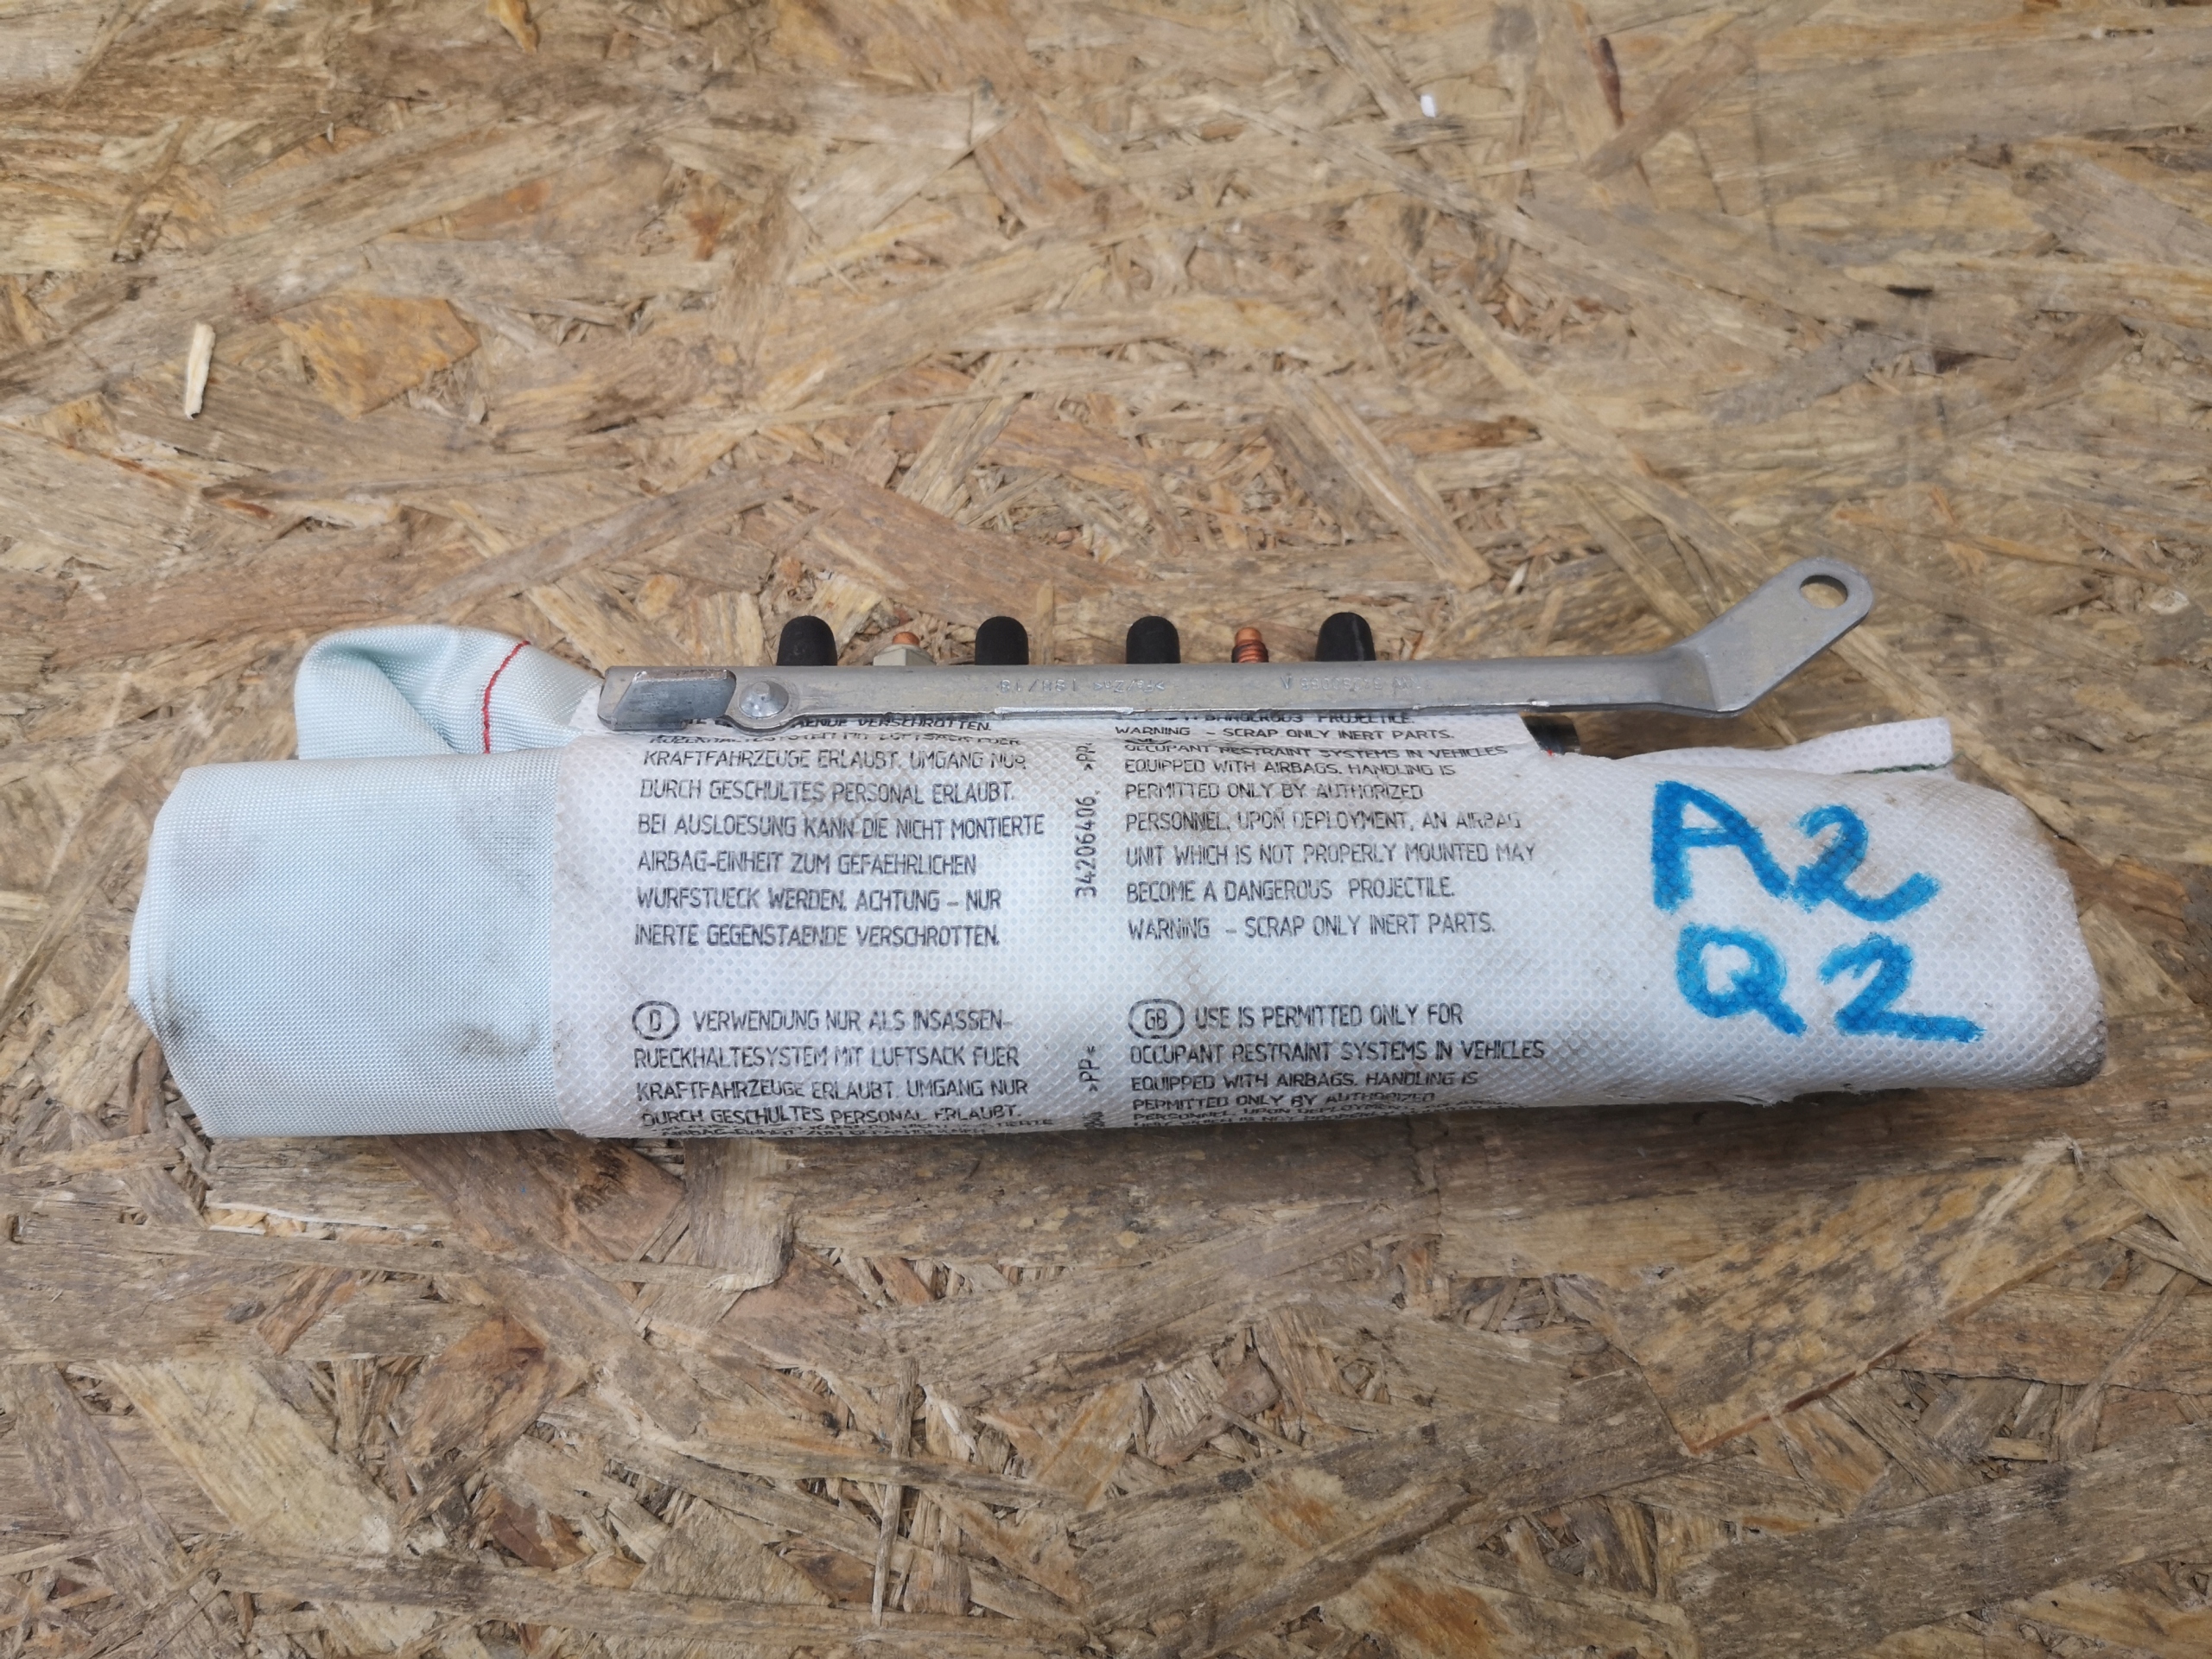 VERSCHROTTEN.
KRAFTFAHRZEUGE ERLAUBT. UMGANG NUR
DURCH GESCHULTES PERSONAL ERLAUBT.
BEI AUSLOESUNG KANN DIE NICHT MONTIERTE
AIRBAG-EINHEIT ZUM GEFAEHRLICHEN
WURFSTUECK WERDEN. ACHTUNG – NUR
INERTE GEGENSTAENDE VERSCHROTTEN.
D VERWENDUNG NUR ALS INSASSEN-
RUECKHALTESYSTEM MIT LUFTSACK FUER
KRAFTFAHRZEUGE ERLAUBT. UMGANG NUR
DURCH GESCHULTES PERSONAL ERLAUBT.
>PP<
34206406.
>PP<
PROJECTILE.
WARNING – SCRAP ONLY INERT PARTS.
OCCUPANT RESTRAINT SYSTEMS IN VEHICLES
EQUIPPED WITH AIRBAGS. HANDLING IS
PERMITTED ONLY BY AUTHORIZED
PERSONNEL. UPON DEPLOYMENT, AN AIRBAG
UNIT WHICH IS NOT PROPERLY MOUNTED MAY
BECOME A DANGEROUS PROJECTILE.
WARNING – SCRAP ONLY INERT PARTS.
GB USE IS PERMITTED ONLY FOR
OCCUPANT RESTRAINT SYSTEMS IN VEHICLES
EQUIPPED WITH AIRBAGS. HANDLING IS
PERMITTED ONLY BY AUTHORIZED
A2
Q2